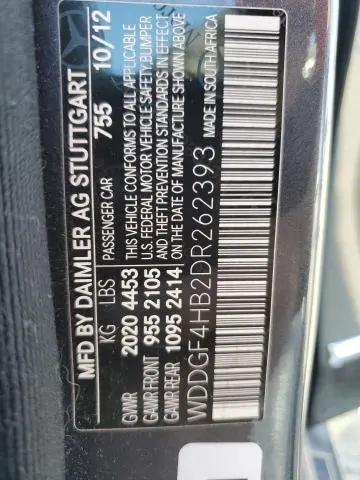 MFD BY DAIMLER AG STUTTGART 10/12
KG LBS PASSENGER CAR 755
GVWR 2020 4453 THIS VEHICLE CONFORMS TO ALL APPLICABLE
GAWR FRONT 955 2105 U.S. FEDERAL MOTOR VEHICLE SAFETY, BUMPER
GAWR REAR 1095 2414 AND THEFT PREVENTION STANDARDS IN EFFECT
ON THE DATE OF MANUFACTURE SHOWN ABOVE
WDDGF4HB2DR262393 MADE IN SOUTH AFRICA